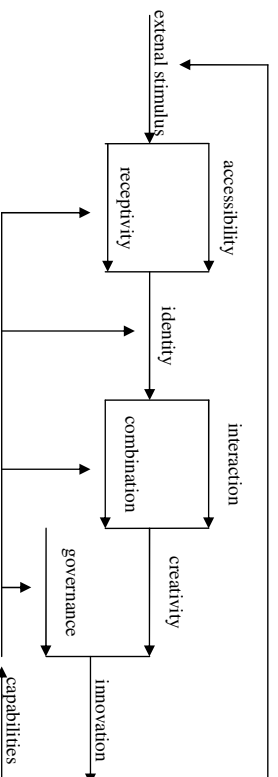 extenal stimulus
accessibility
receptivity
identity
interaction
combination
creativity
governance
innovation
capabilities